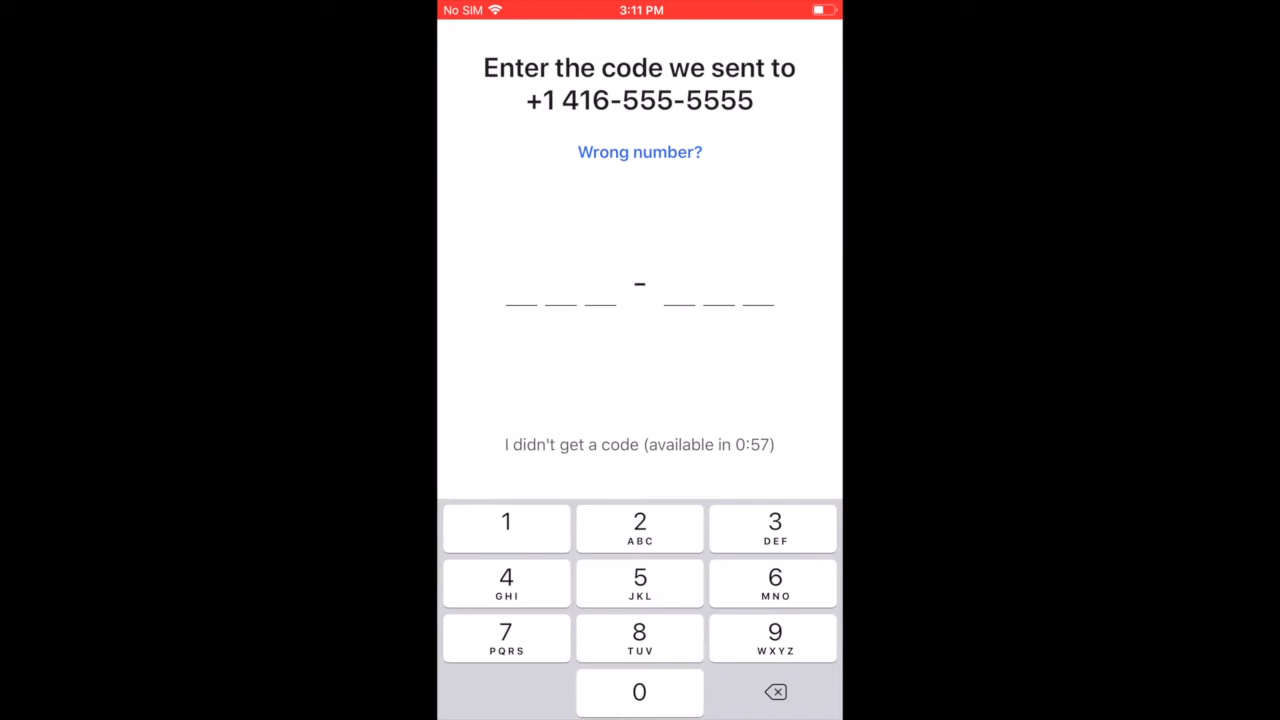 No SIM 3:11 PM
Enter the code we sent to
+1 416-555-5555
Wrong number?
-
I didn't get a code (available in 0:57)
1 2 3
ABC DEF
4 5 6
GHI JKL MNO
7 8 9
PQRS TUV WXYZ
0